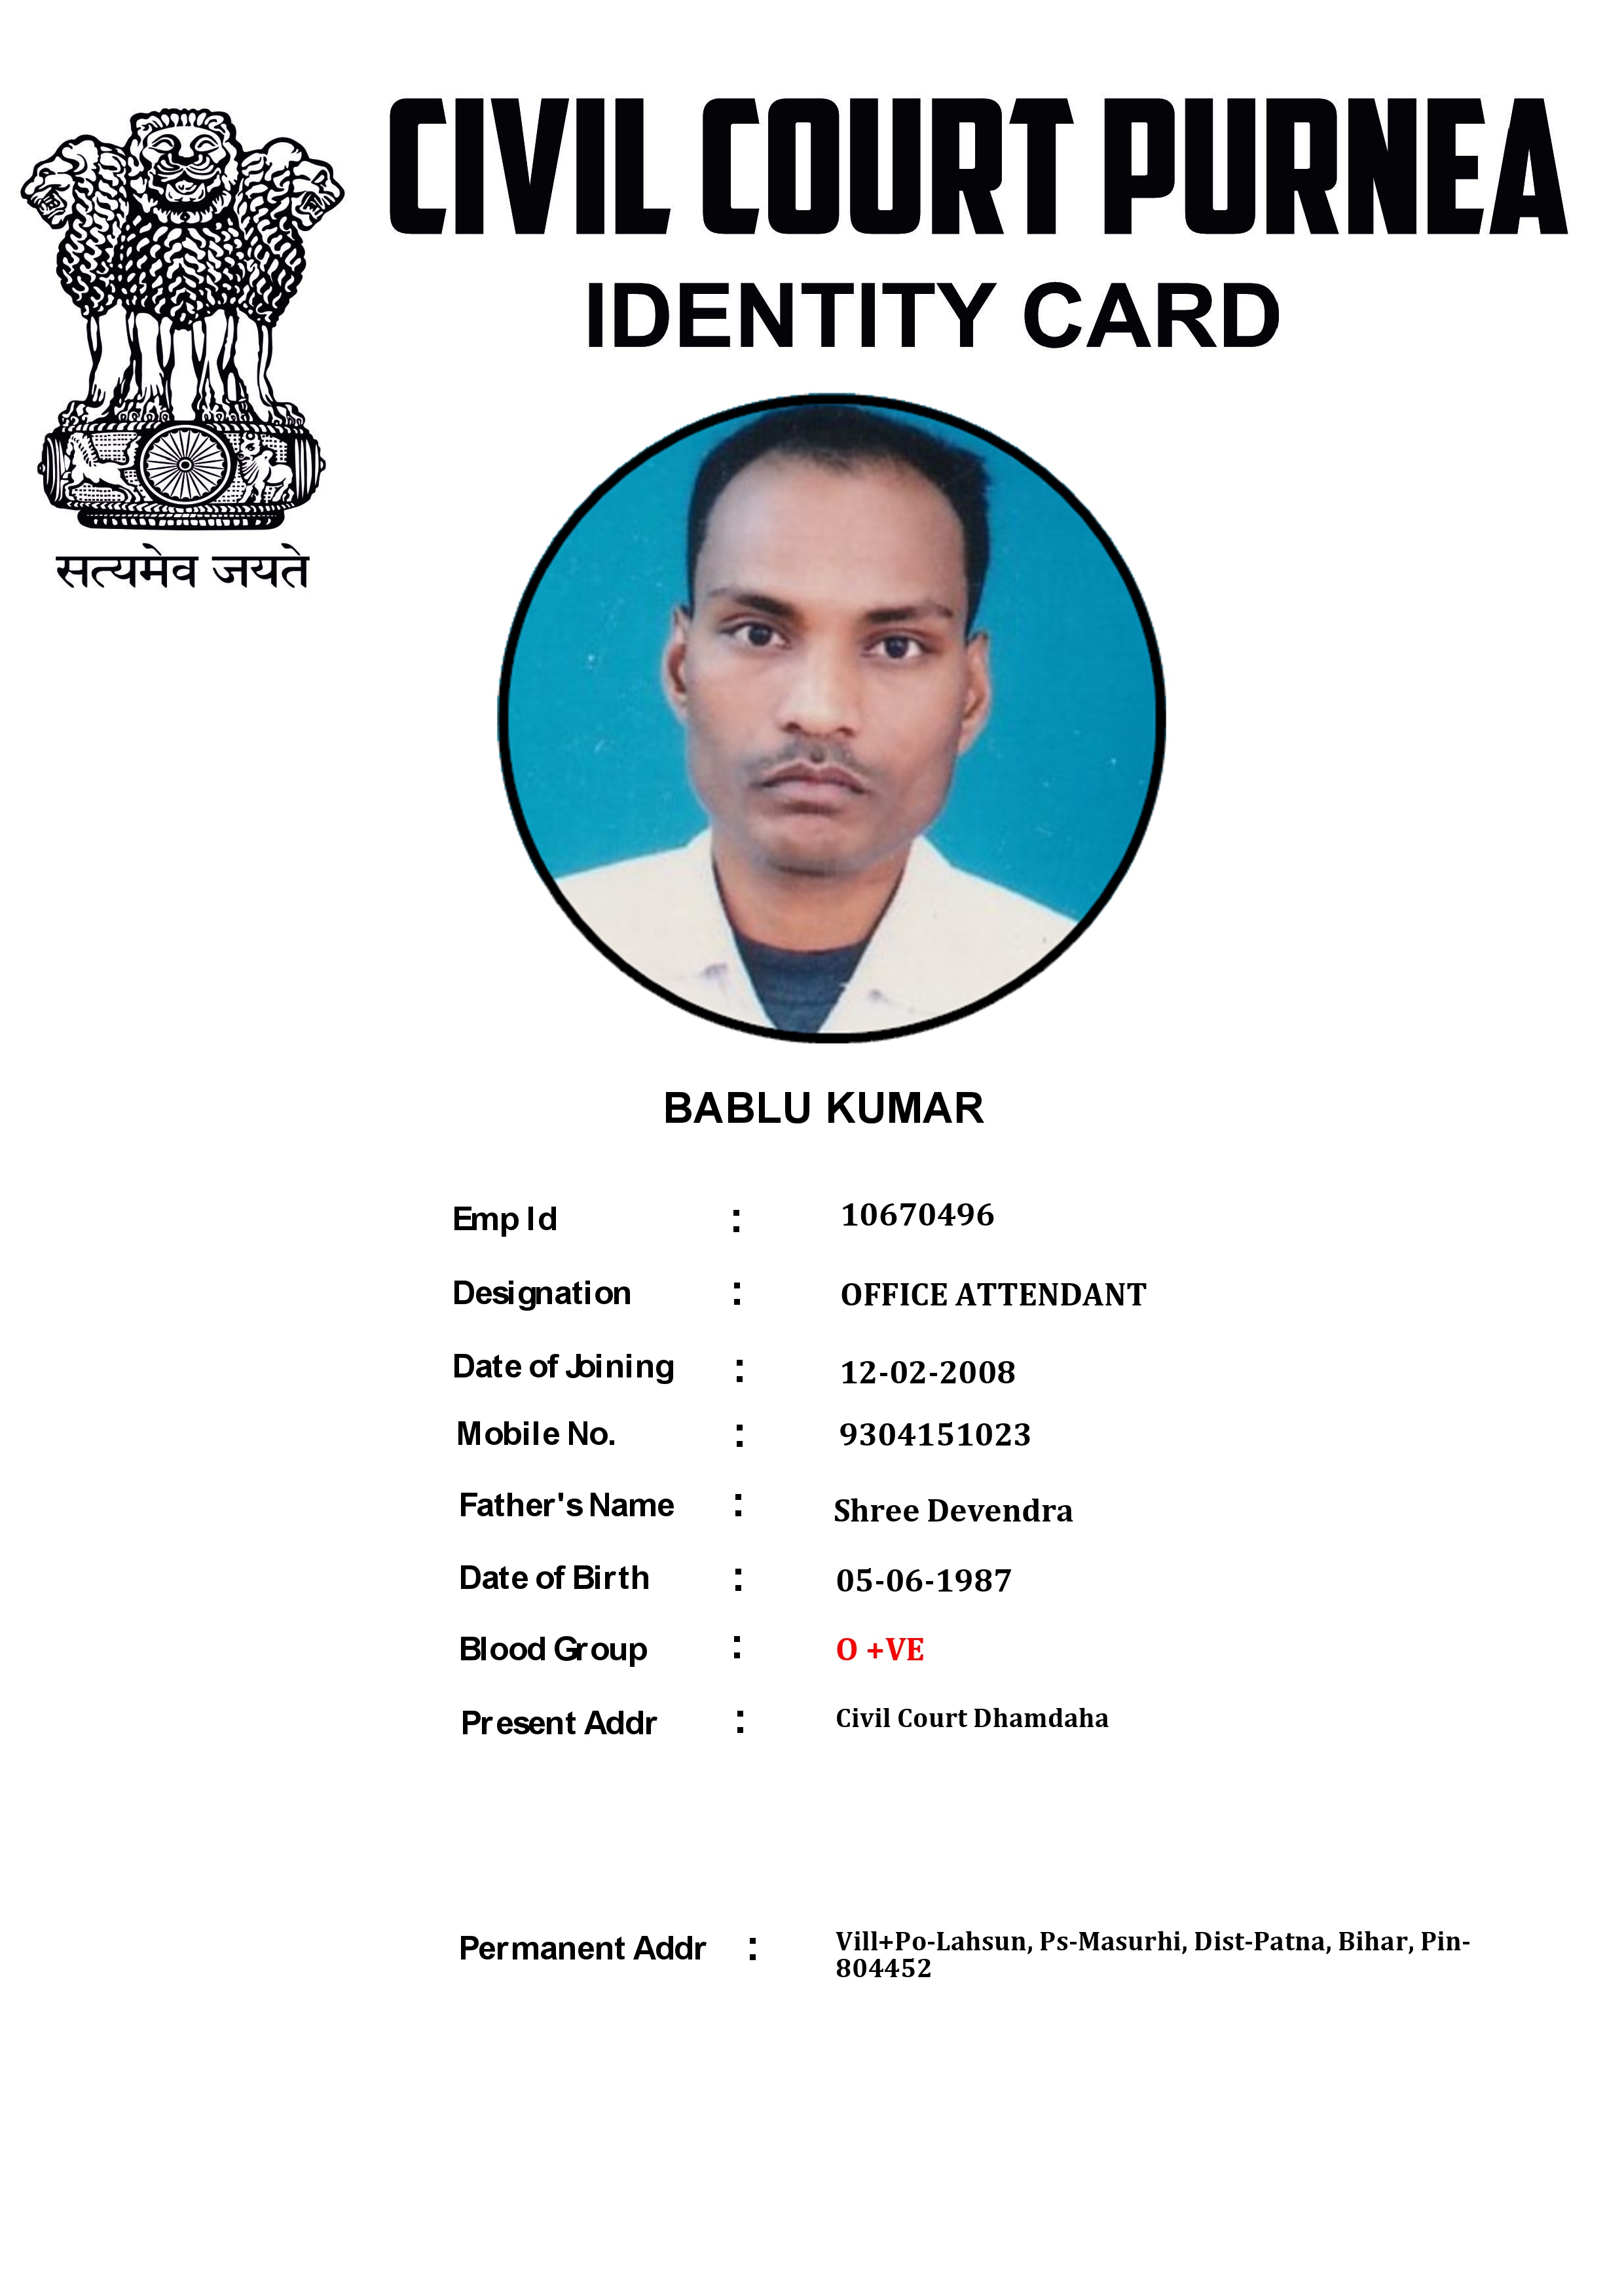 CIVIL COURT PURNEA
IDENTITY CARD
सत्यमेव जयते
BABLU KUMAR
Emp Id : 10670496
Designation : OFFICE ATTENDANT
Date of Joining : 12-02-2008
Mobile No. : 9304151023
Father's Name : Shree Devendra
Date of Birth : 05-06-1987
Blood Group : O +VE
Present Addr : Civil Court Dhamdaha
Permanent Addr : Vill+Po-Lahsun, Ps-Masurhi, Dist-Patna, Bihar, Pin-
804452